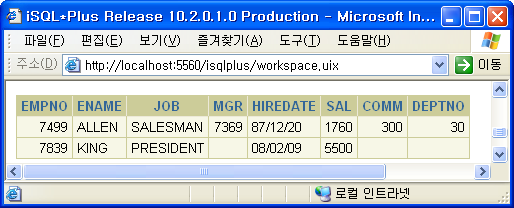 iSQL*Plus Release 10.2.0.1.0 Production - Microsoft In...
파일(F) 편집(E) 보기(V) 즐겨찾기(A) 도구(T) 도움말(H)
주소(D) http://localhost:5560/isqlplus/workspace.uix 이동
EMPNO ENAME JOB MGR HIREDATE SAL COMM DEPTNO
7499 ALLEN SALESMAN 7369 87/12/20 1760 300 30
7839 KING PRESIDENT 08/02/09 5500
로컬 인트라넷